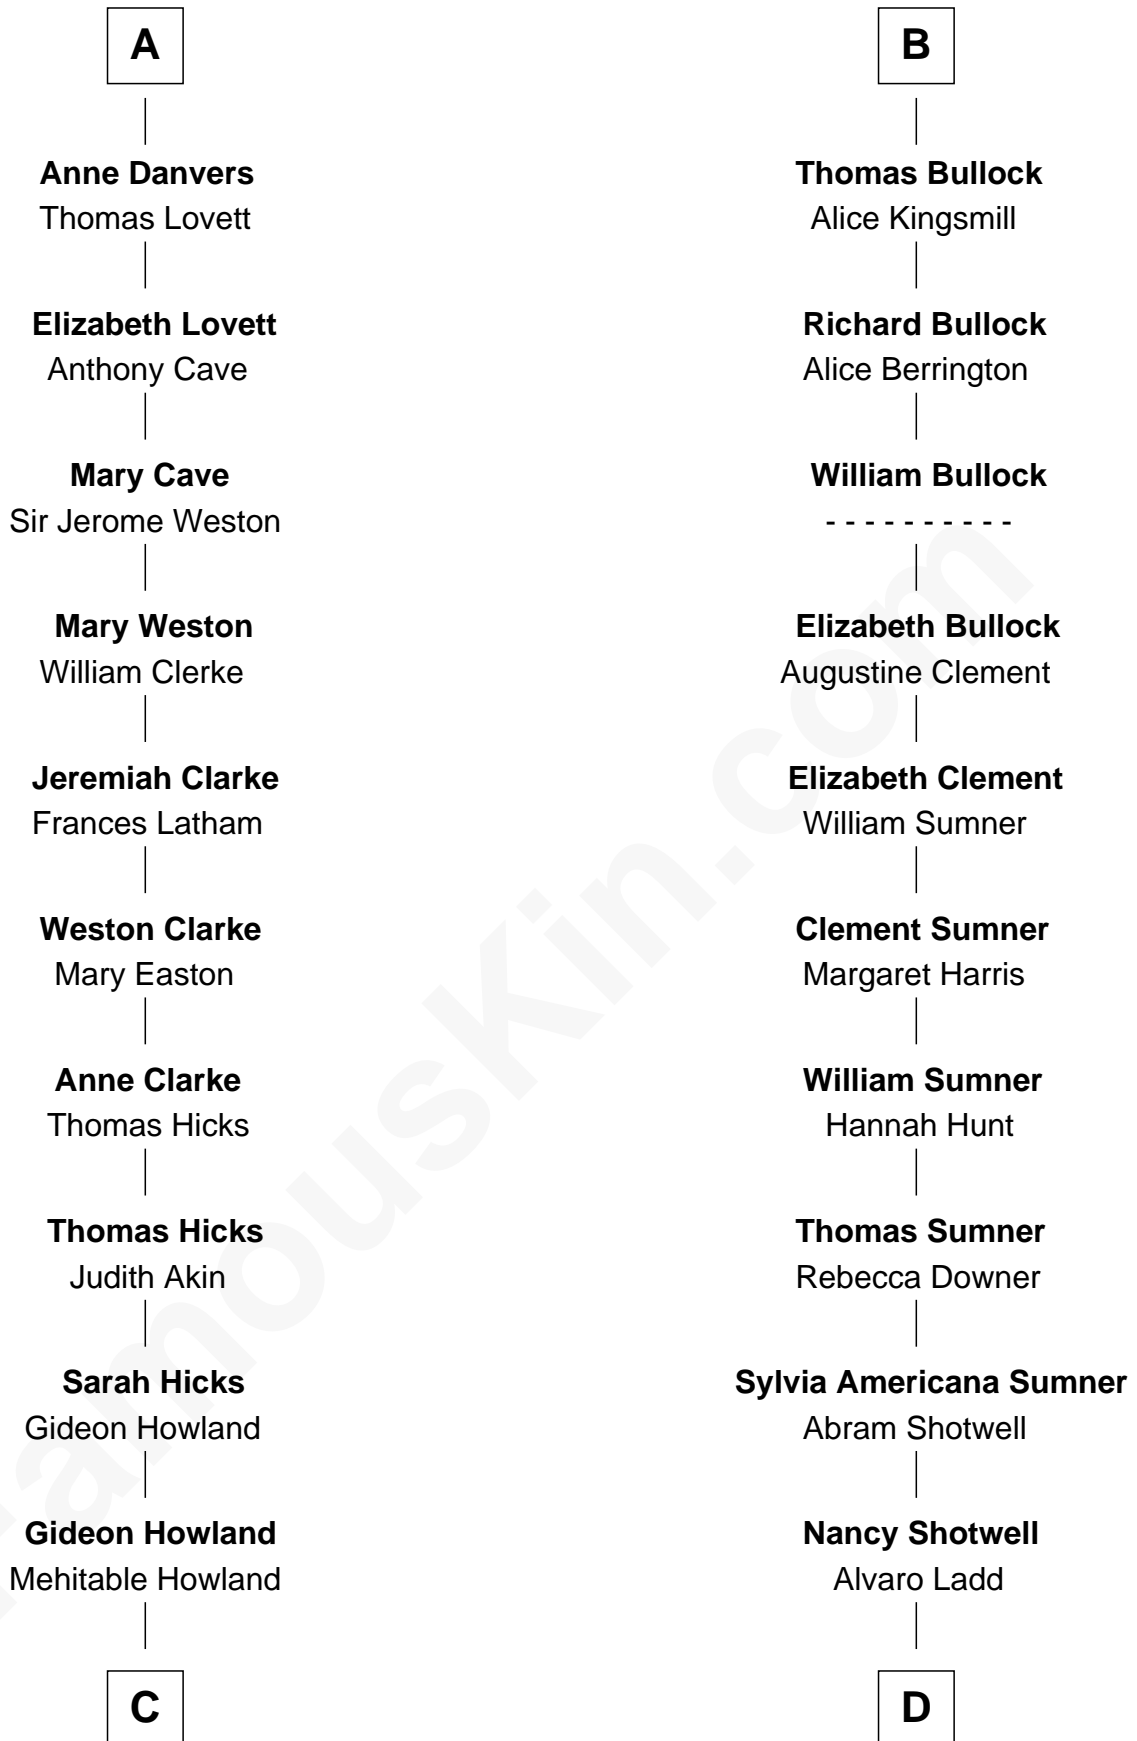 A
Anne Danvers
Thomas Lovett
Elizabeth Lovett
Anthony Cave
Mary Cave
Sir Jerome Weston
Mary Weston
William Clerke
Jeremiah Clarke
Frances Latham
Weston Clarke
Mary Easton
Anne Clarke
Thomas Hicks
Thomas Hicks
Judith Akin
Sarah Hicks
Gideon Howland
Gideon Howland
Mehitable Howland
C
B
Thomas Bullock
Alice Kingsmill
Richard Bullock
Alice Berrington
William Bullock
- - - - - - - - - -
Elizabeth Bullock
Augustine Clement
Elizabeth Clement
William Sumner
Clement Sumner
Margaret Harris
William Sumner
Hannah Hunt
Thomas Sumner
Rebecca Downer
Sylvia Americana Sumner
Abram Shotwell
Nancy Shotwell
Alvaro Ladd
D
FamousKin.com